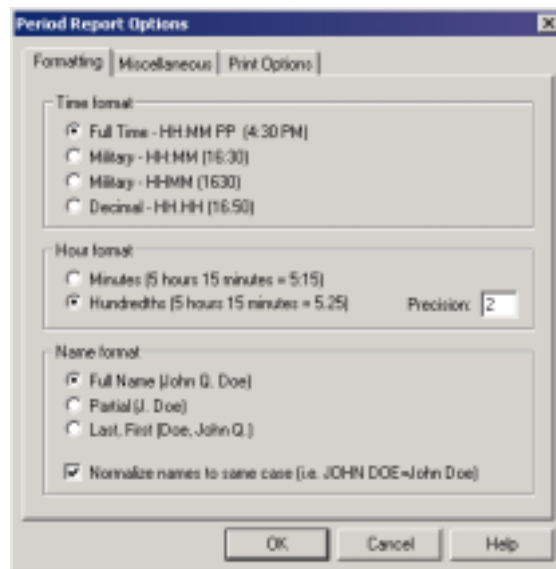 Period Report Options
Formatting Miscellaneous Print Options
Time format
Full Time - HH:MM PP (4:30 PM)
Military - HH:MM (16:30)
Military - HHMM (1630)
Decimal - HH.HH (16.50)
Hour format
Minutes (5 hours 15 minutes = 5:15)
Hundredths (5 hours 15 minutes = 5.25) Precision: 2
Name format
Full Name (John Q. Doe)
Partial (J. Doe)
Last, First (Doe, John Q.)
Normalize names to same case (i.e. JOHN DOE=John Doe)
OK Cancel Help